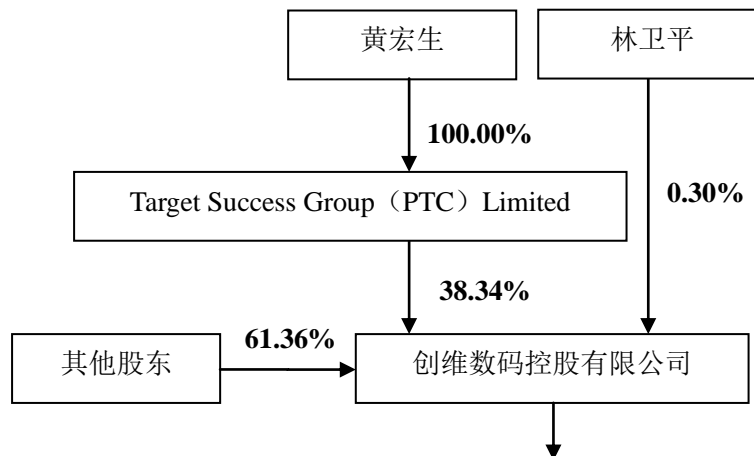 黄宏生
林卫平
100.00%
Target Success Group（PTC）Limited
0.30%
38.34%
61.36%
其他股东
创维数码控股有限公司